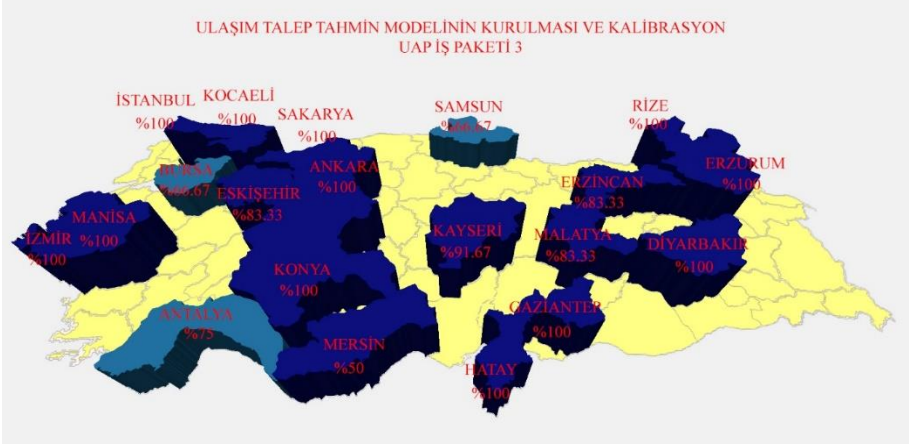 ULAŞIM TALEP TAHMİN MODELİNİN KURULMASI VE KALİBRASYON
UAP İŞ PAKETİ 3
İSTANBUL
%100
KOCAELİ
%100
SAKARYA
%100
SAMSUN
%66.67
RİZE
%100
BURSA
%66.67
ESKİŞEHİR
%83.33
ANKARA
%100
ERZİNCAN
%83.33
ERZURUM
%100
MANİSA
%100
İZMİR
%100
KAYSERİ
%91.67
MALATYA
%83.33
DİYARBAKIR
%100
KONYA
%100
ANTALYA
%75
MERSİN
%50
GAZİANTEP
%100
HATAY
%100